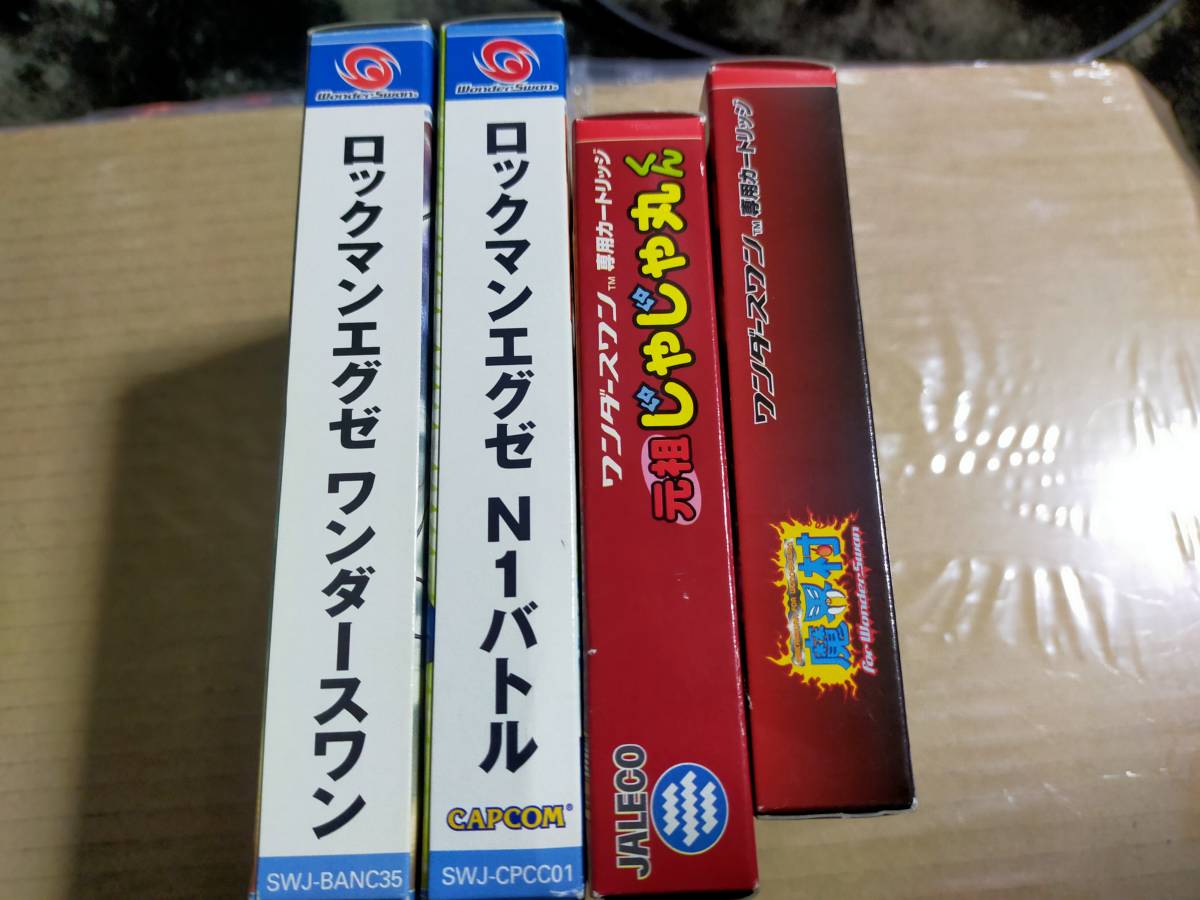 WonderSwan
ロックマンエグゼ ワンダースワン
SWJ-BANC35
WonderSwan
ロックマンエグゼ N1バトル
CAPCOM
SWJ-CPCC01
ワンダースワン™専用カートリッジ
元祖じゃじゃ丸くん
JALECO
ワンダースワン™専用カートリッジ
魔界村
for WonderSwan